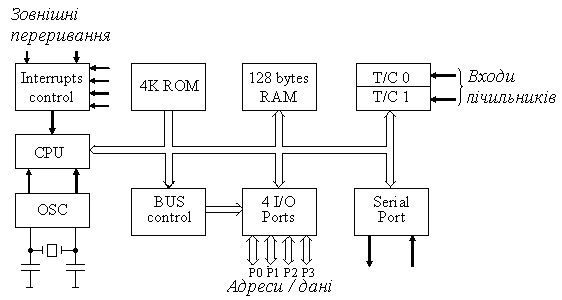 Зовнішні
переривання
Interrupts
control
4K ROM
128 bytes
RAM
T/C 0
T/C 1
Входи
лічильників
CPU
OSC
BUS
control
4 I/O
Ports
Serial
Port
P0 P1 P2 P3
Адреси / дані